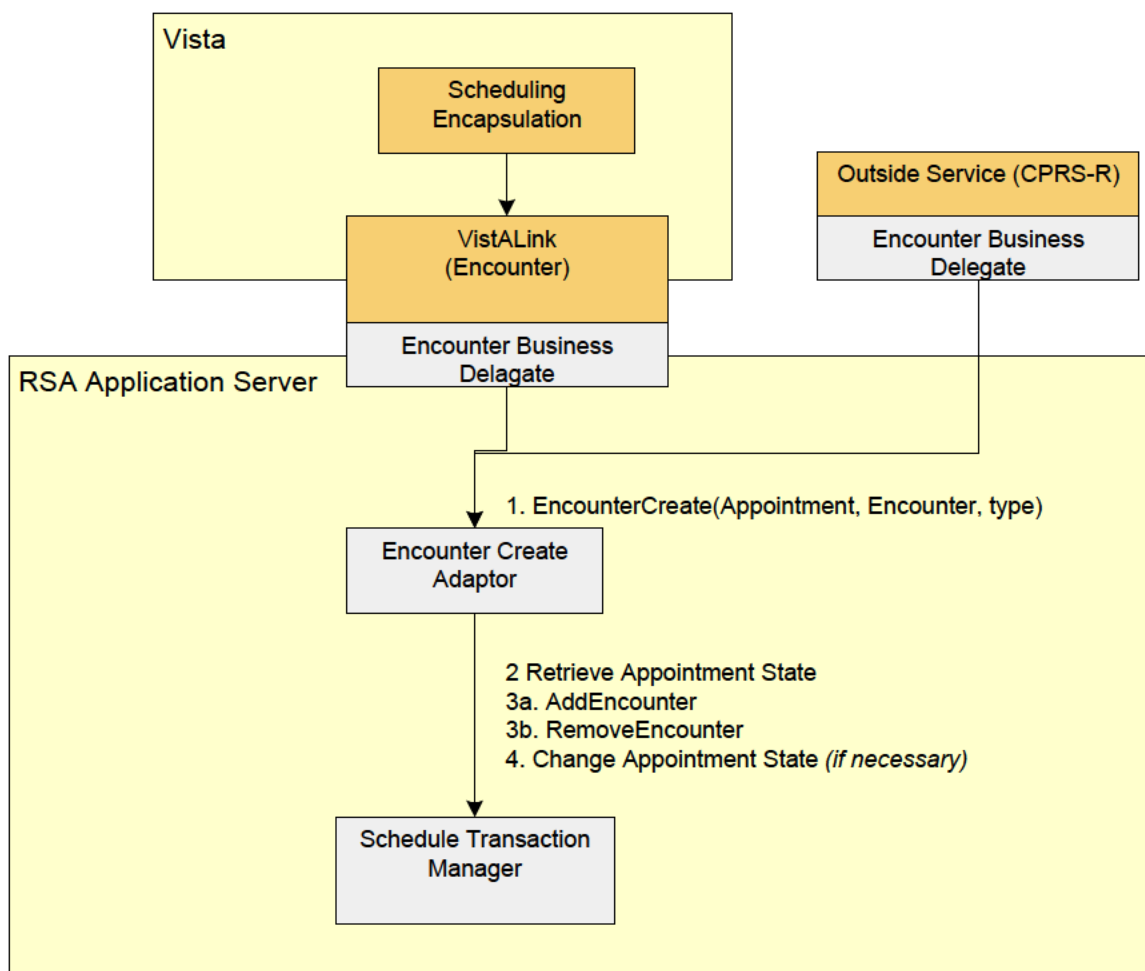 Vista
Scheduling
Encapsulation
Outside Service (CPRS-R)
Encounter Business
Delegate
VistALink
(Encounter)
Encounter Business
Delagate
RSA Application Server
1. EncounterCreate(Appointment, Encounter, type)
Encounter Create
Adaptor
2 Retrieve Appointment State
3a. AddEncounter
3b. RemoveEncounter
4. Change Appointment State (if necessary)
Schedule Transaction
Manager